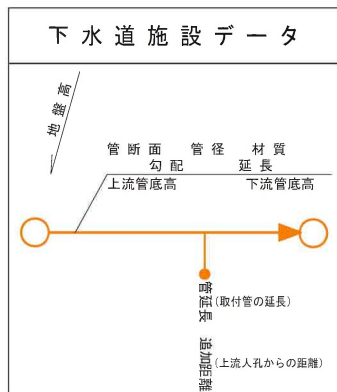 下水道施設データ
地盤高
管断面 管径 材質
勾配 延長
上流管底高 下流管底高
管延長 (取付管の延長)
追加距離 (上流人孔からの距離)